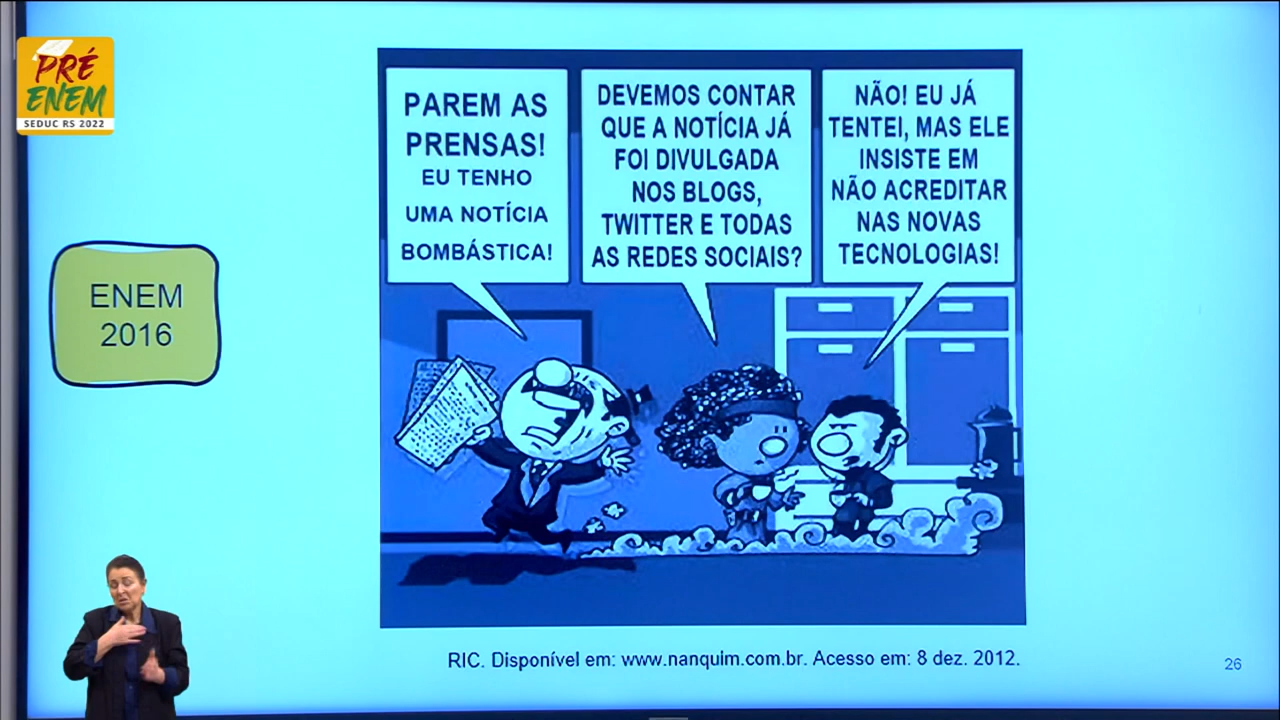 PRÉ
ENEM
SEDUC RS 2022
PAREM AS
PRENSAS!
EU TENHO
UMA NOTÍCIA
BOMBÁSTICA!
DEVEMOS CONTAR
QUE A NOTÍCIA JÁ
FOI DIVULGADA
NOS BLOGS,
TWITTER E TODAS
AS REDES SOCIAIS?
NÃO! EU JÁ
TENTEI, MAS ELE
INSISTE EM
NÃO ACREDITAR
NAS NOVAS
TECNOLOGIAS!
ENEM
2016
RIC. Disponível em: www.nanquim.com.br. Acesso em: 8 dez. 2012.
26